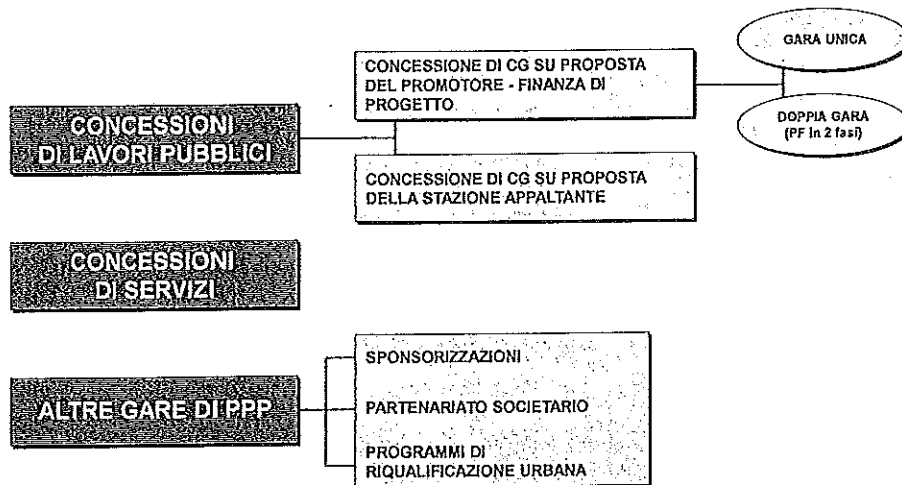 GARA UNICA
CONCESSIONE DI CG SU PROPOSTA
DEL PROMOTORE - FINANZA DI
PROGETTO
CONCESSIONI
DI LAVORI PUBBLICI
DOPPIA GARA
(PF in 2 fasi)
CONCESSIONE DI CG SU PROPOSTA
DELLA STAZIONE APPALTANTE
CONCESSIONI
DI SERVIZI
SPONSORIZZAZIONI
ALTRE GARE DI PPP
PARTENARIATO SOCIETARIO
PROGRAMMI DI
RIQUALIFICAZIONE URBANA